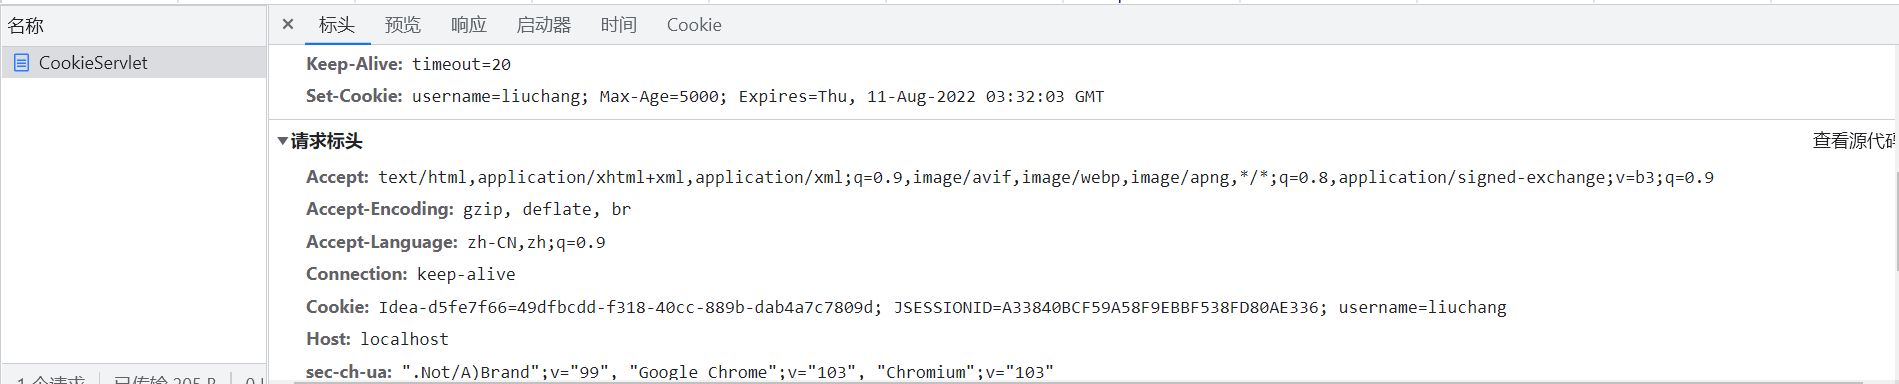 名称
× 标头 预览 响应 启动器 时间 Cookie
CookieServlet
Keep-Alive: timeout=20
Set-Cookie: username=liuchang; Max-Age=5000; Expires=Thu, 11-Aug-2022 03:32:03 GMT
▼请求标头 查看源代码
Accept: text/html,application/xhtml+xml,application/xml;q=0.9,image/avif,image/webp,image/apng,*/*;q=0.8,application/signed-exchange;v=b3;q=0.9
Accept-Encoding: gzip, deflate, br
Accept-Language: zh-CN,zh;q=0.9
Connection: keep-alive
Cookie: Idea-d5fe7f66=49dfbcdd-f318-40cc-889b-dab4a7c7809d; JSESSIONID=A33840BCF59A58F9EBBF538FD80AE336; username=liuchang
Host: localhost
sec-ch-ua: ".Not/A)Brand";v="99", "Google Chrome";v="103", "Chromium";v="103"
1 个请求 已传输 205 B